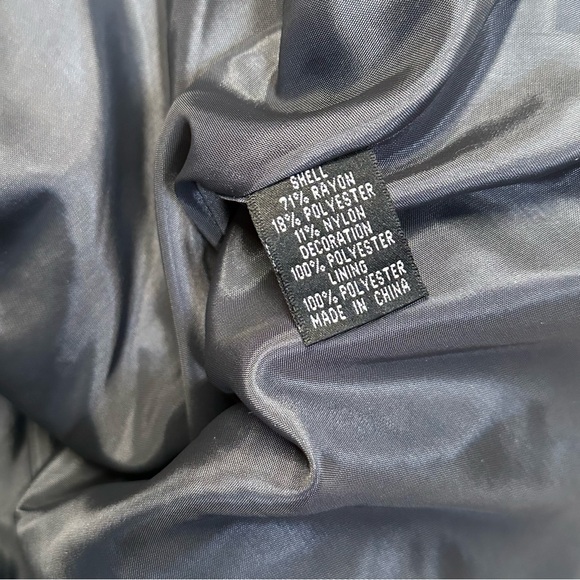 SHELL
71% RAYON
18% POLYESTER
11% NYLON
DECORATION
100% POLYESTER
LINING
100% POLYESTER
MADE IN CHINA